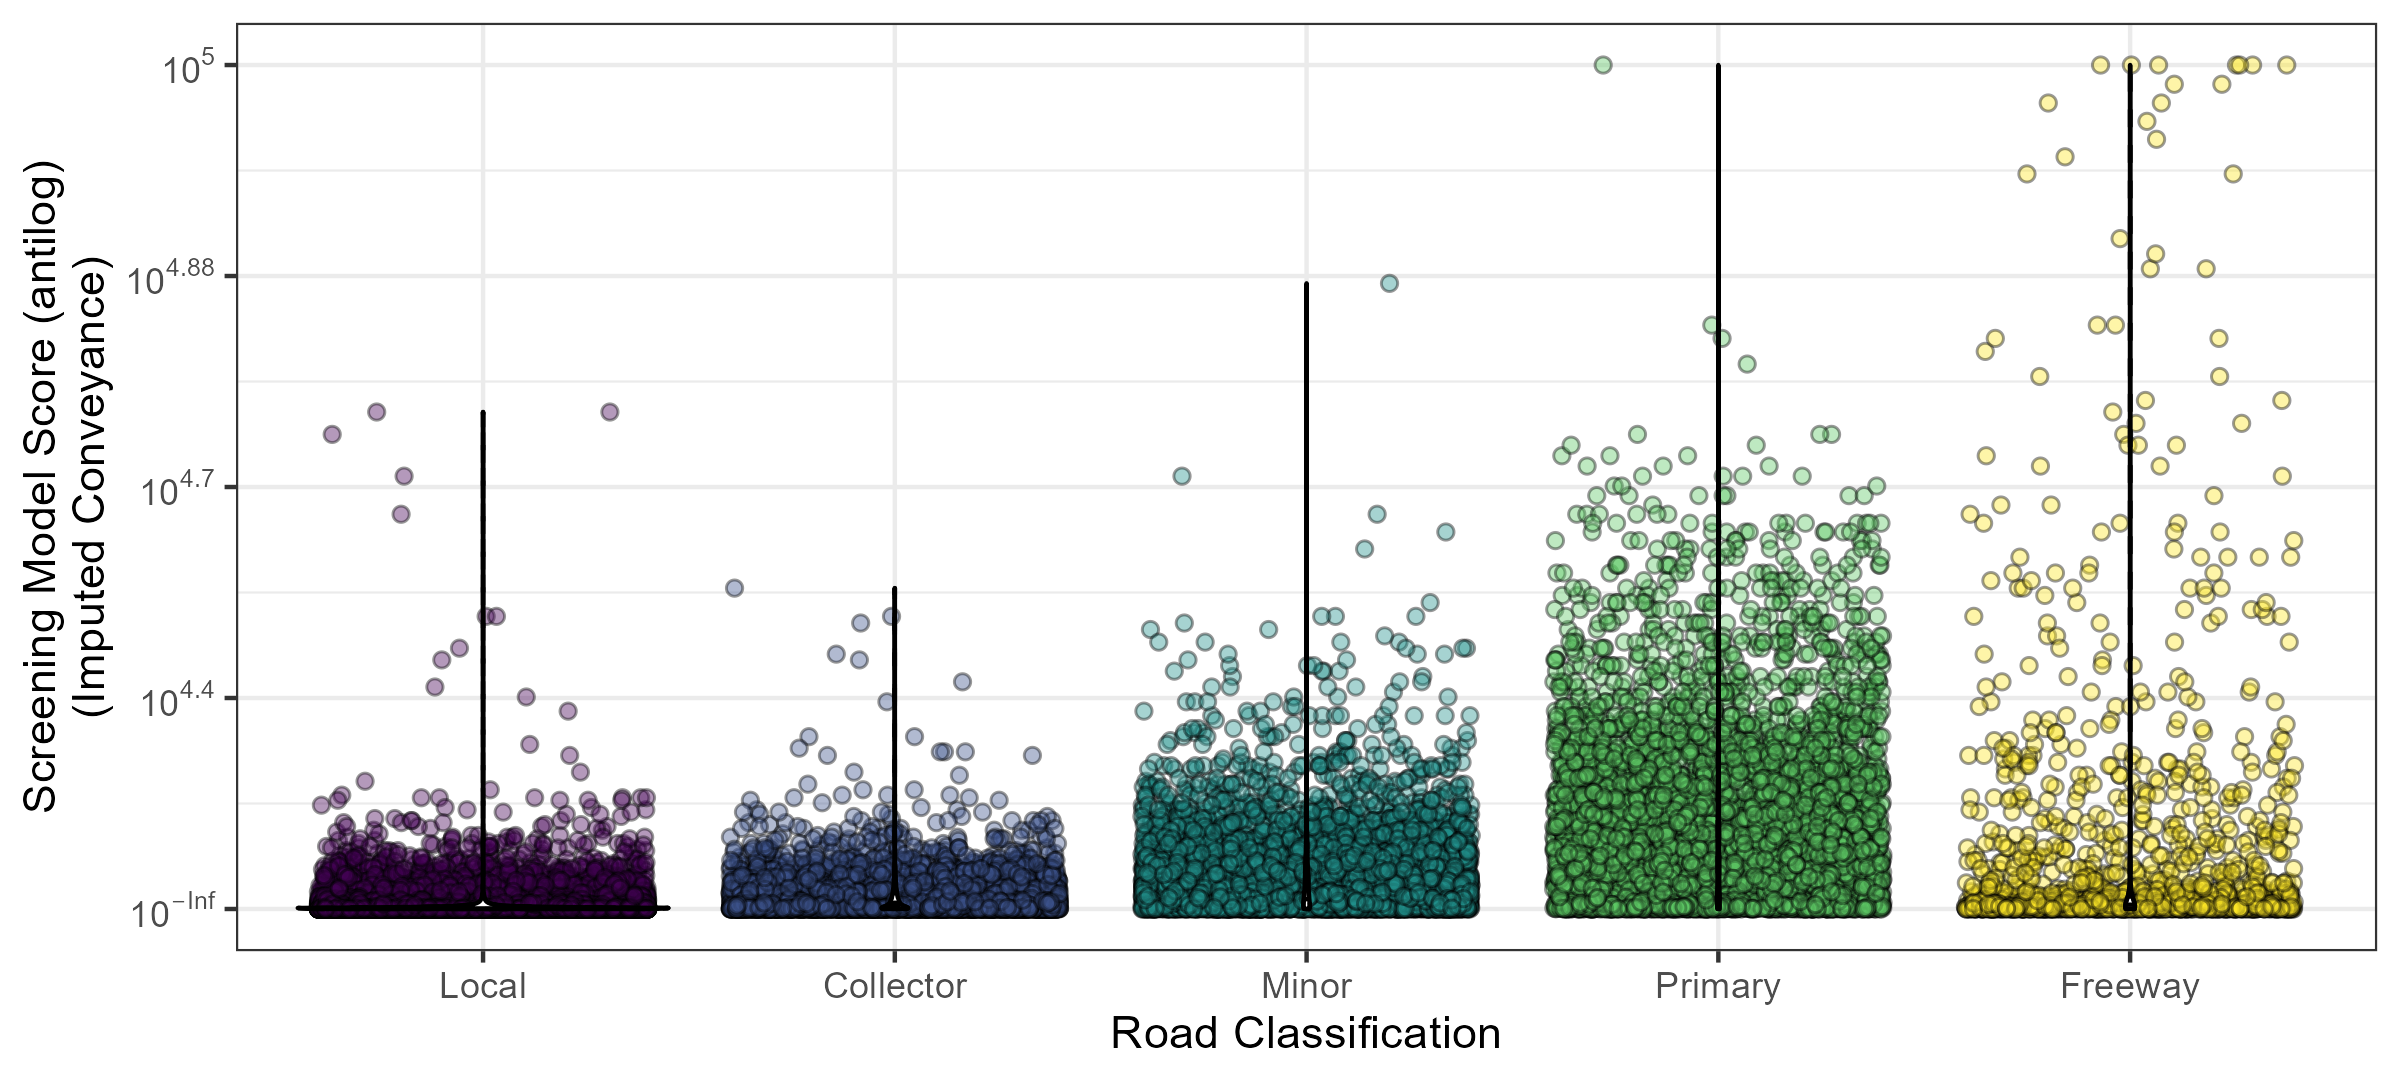 Screening Model Score (antilog)
(Imputed Conveyance)
10^5
10^4.88
10^4.7
10^4.4
10^−Inf
Local Collector Minor Primary Freeway
Road Classification